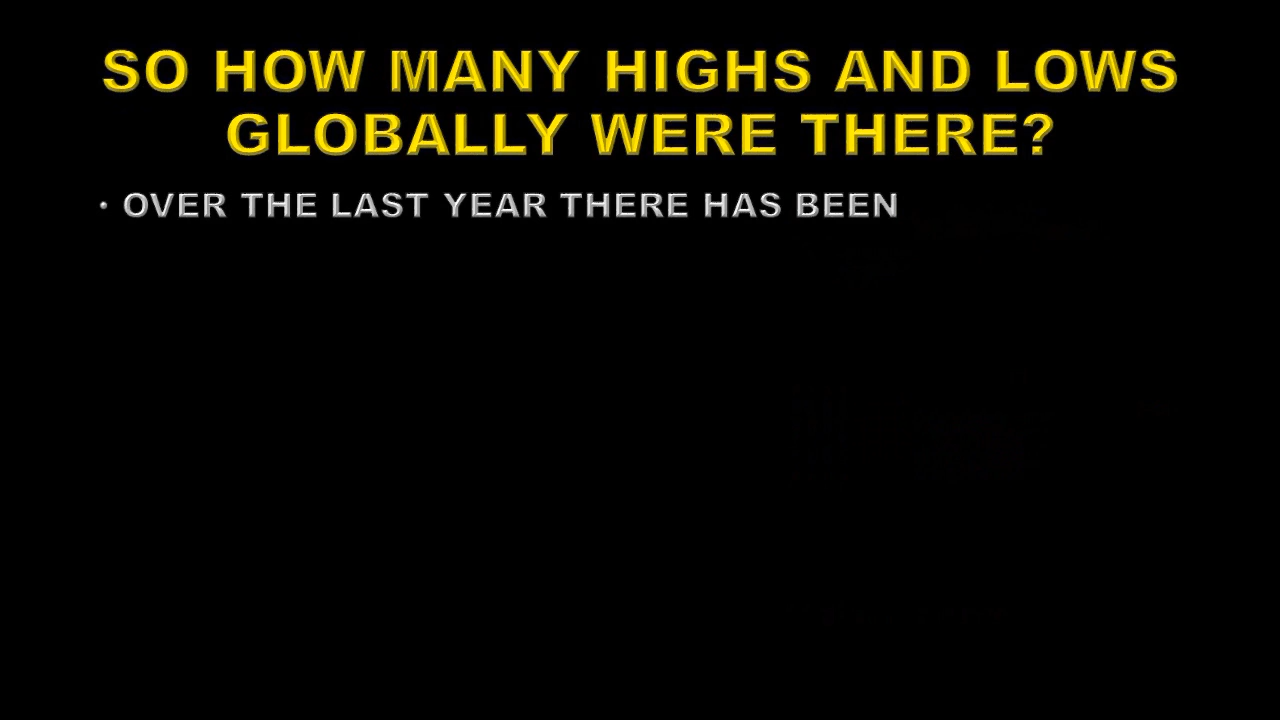 SO HOW MANY HIGHS AND LOWS
GLOBALLY WERE THERE?
• OVER THE LAST YEAR THERE HAS BEEN